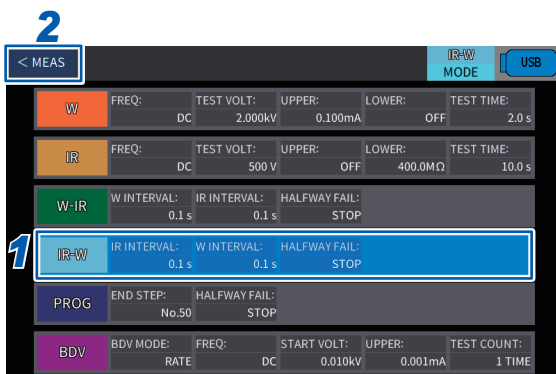 2
< MEAS
IR-W
MODE
USB
W
FREQ: TEST VOLT: UPPER: LOWER: TEST TIME:
DC 2.000kV 0.100mA OFF 2.0 s
IR
FREQ: TEST VOLT: UPPER: LOWER: TEST TIME:
DC 500 V OFF 400.0MΩ 10.0 s
W-IR
W INTERVAL: IR INTERVAL: HALFWAY FAIL:
0.1 s 0.1 s STOP
1
IR-W
IR INTERVAL: W INTERVAL: HALFWAY FAIL:
0.1 s 0.1 s STOP
PROG
END STEP: HALFWAY FAIL:
No.50 STOP
BDV
BDV MODE: FREQ: START VOLT: UPPER: TEST COUNT:
RATE DC 0.010kV 0.001mA 1 TIME